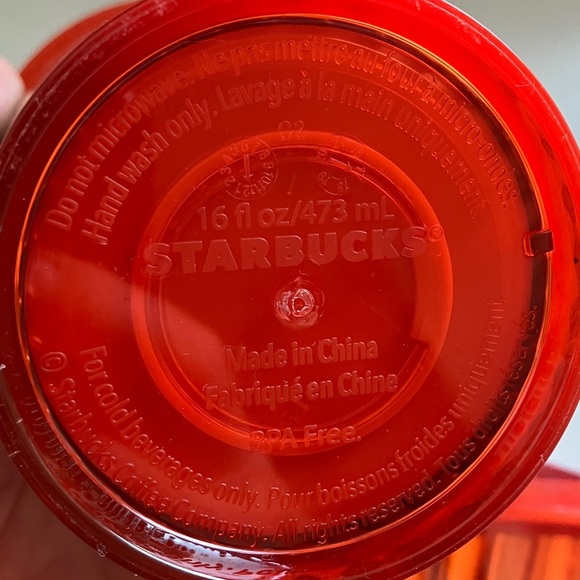 Do not microwave. Ne pas mettre au four à micro-ondes.
Hand wash only. Lavage à la main uniquement.
16 fl oz/473 mL
STARBUCKS®
Made in China
Fabriqué en Chine
BPA Free.
For cold beverages only. Pour boissons froides uniquement.
© Starbucks Coffee Company. All rights reserved. Tous droits réservés.